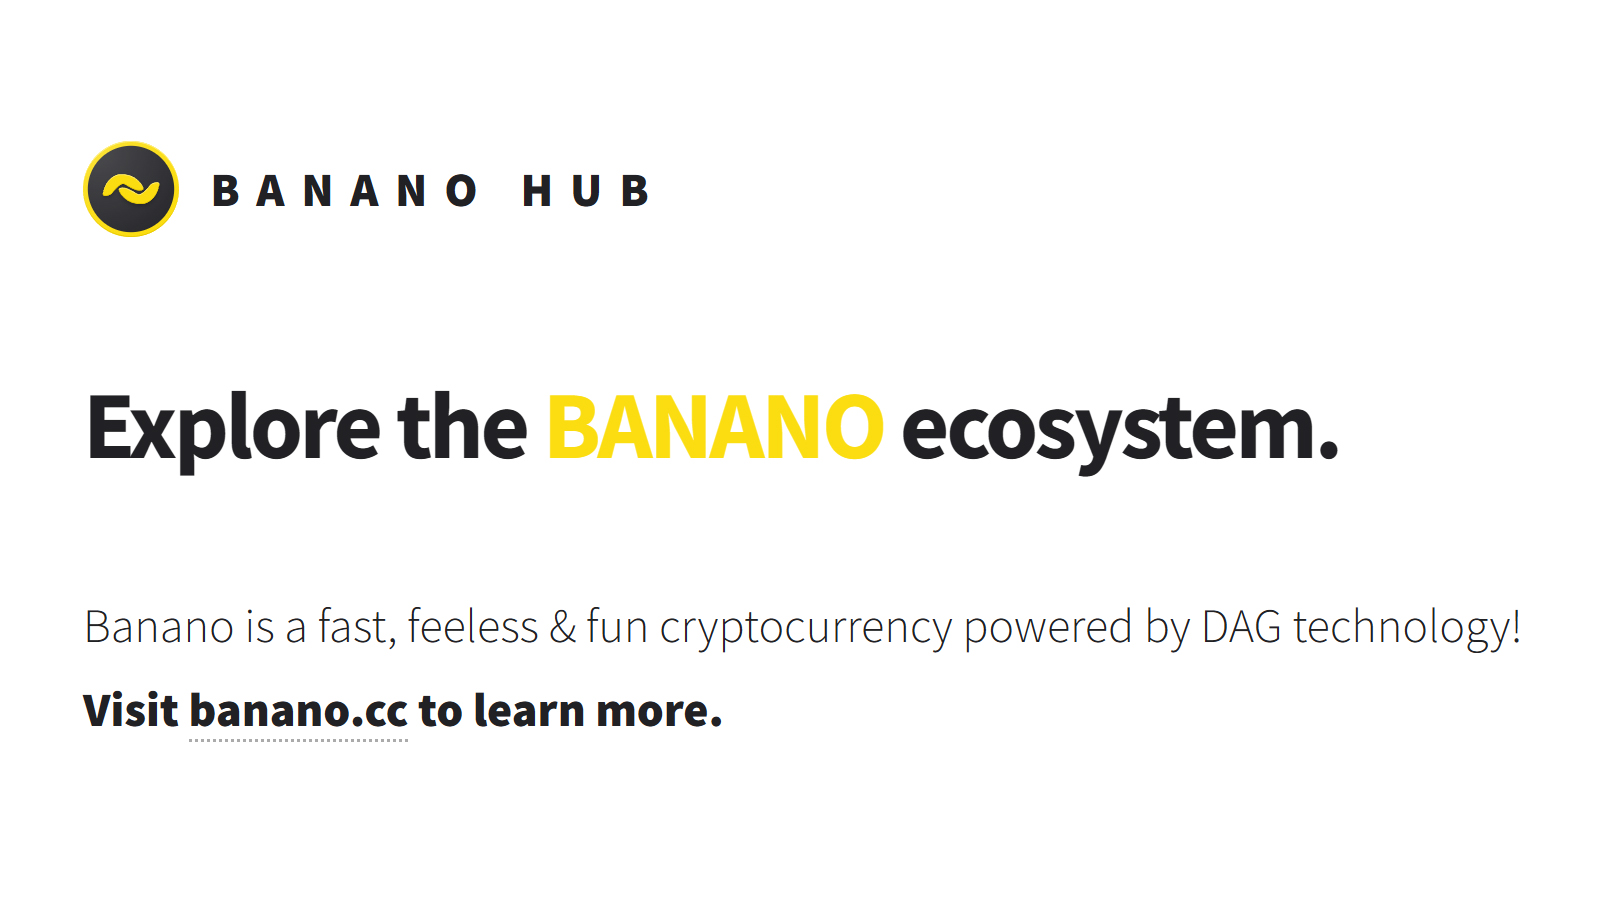 BANANO HUB
Explore the BANANO ecosystem.
Banano is a fast, feeless & fun cryptocurrency powered by DAG technology!
Visit banano.cc to learn more.